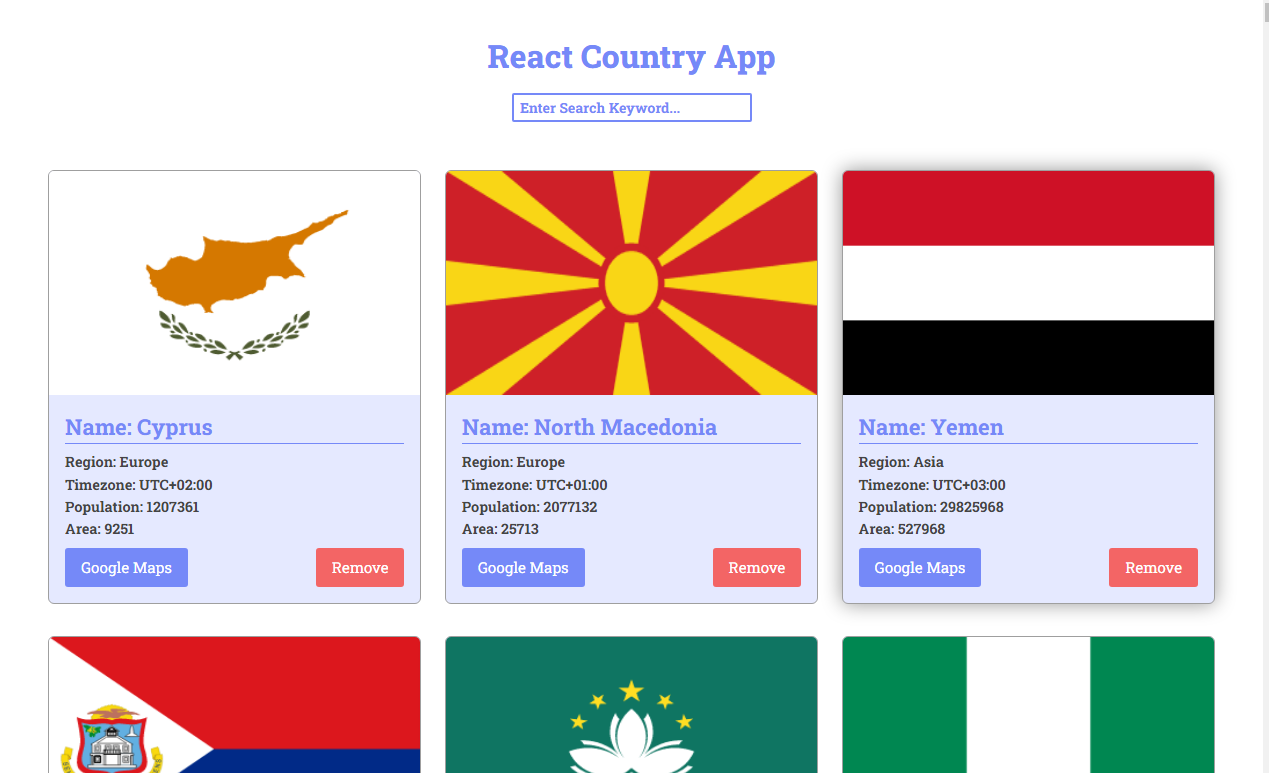 React Country App
Enter Search Keyword...
Name: Cyprus
Region: Europe
Timezone: UTC+02:00
Population: 1207361
Area: 9251
Google Maps
Remove
Name: North Macedonia
Region: Europe
Timezone: UTC+01:00
Population: 2077132
Area: 25713
Google Maps
Remove
Name: Yemen
Region: Asia
Timezone: UTC+03:00
Population: 29825968
Area: 527968
Google Maps
Remove